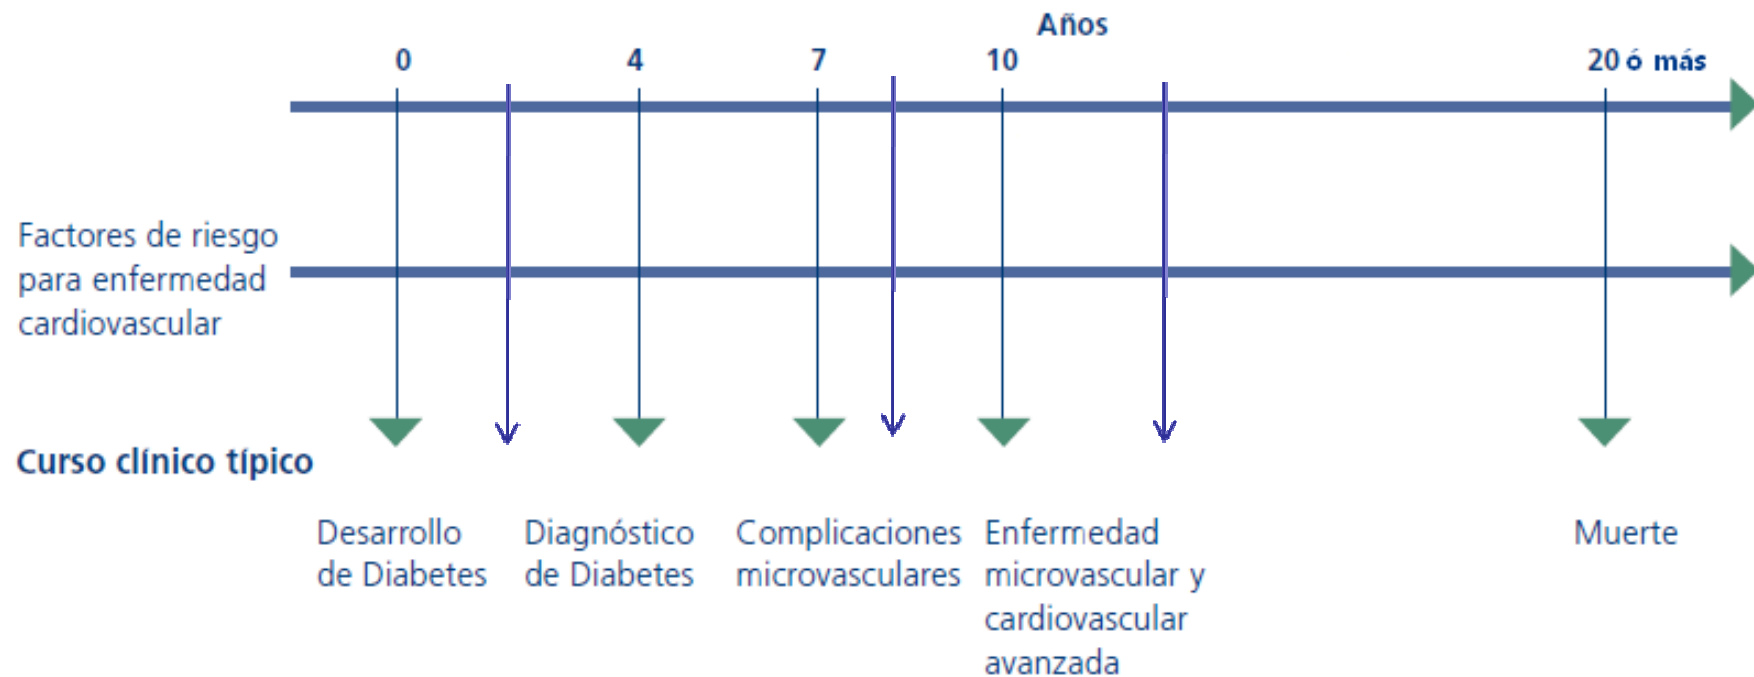 Años
0 4 7 10 20 ó más
Factores de riesgo
para enfermedad
cardiovascular
Curso clínico típico
Desarrollo
de Diabetes
Diagnóstico
de Diabetes
Complicaciones
microvasculares
Enfermedad
microvascular y
cardiovascular
avanzada
Muerte